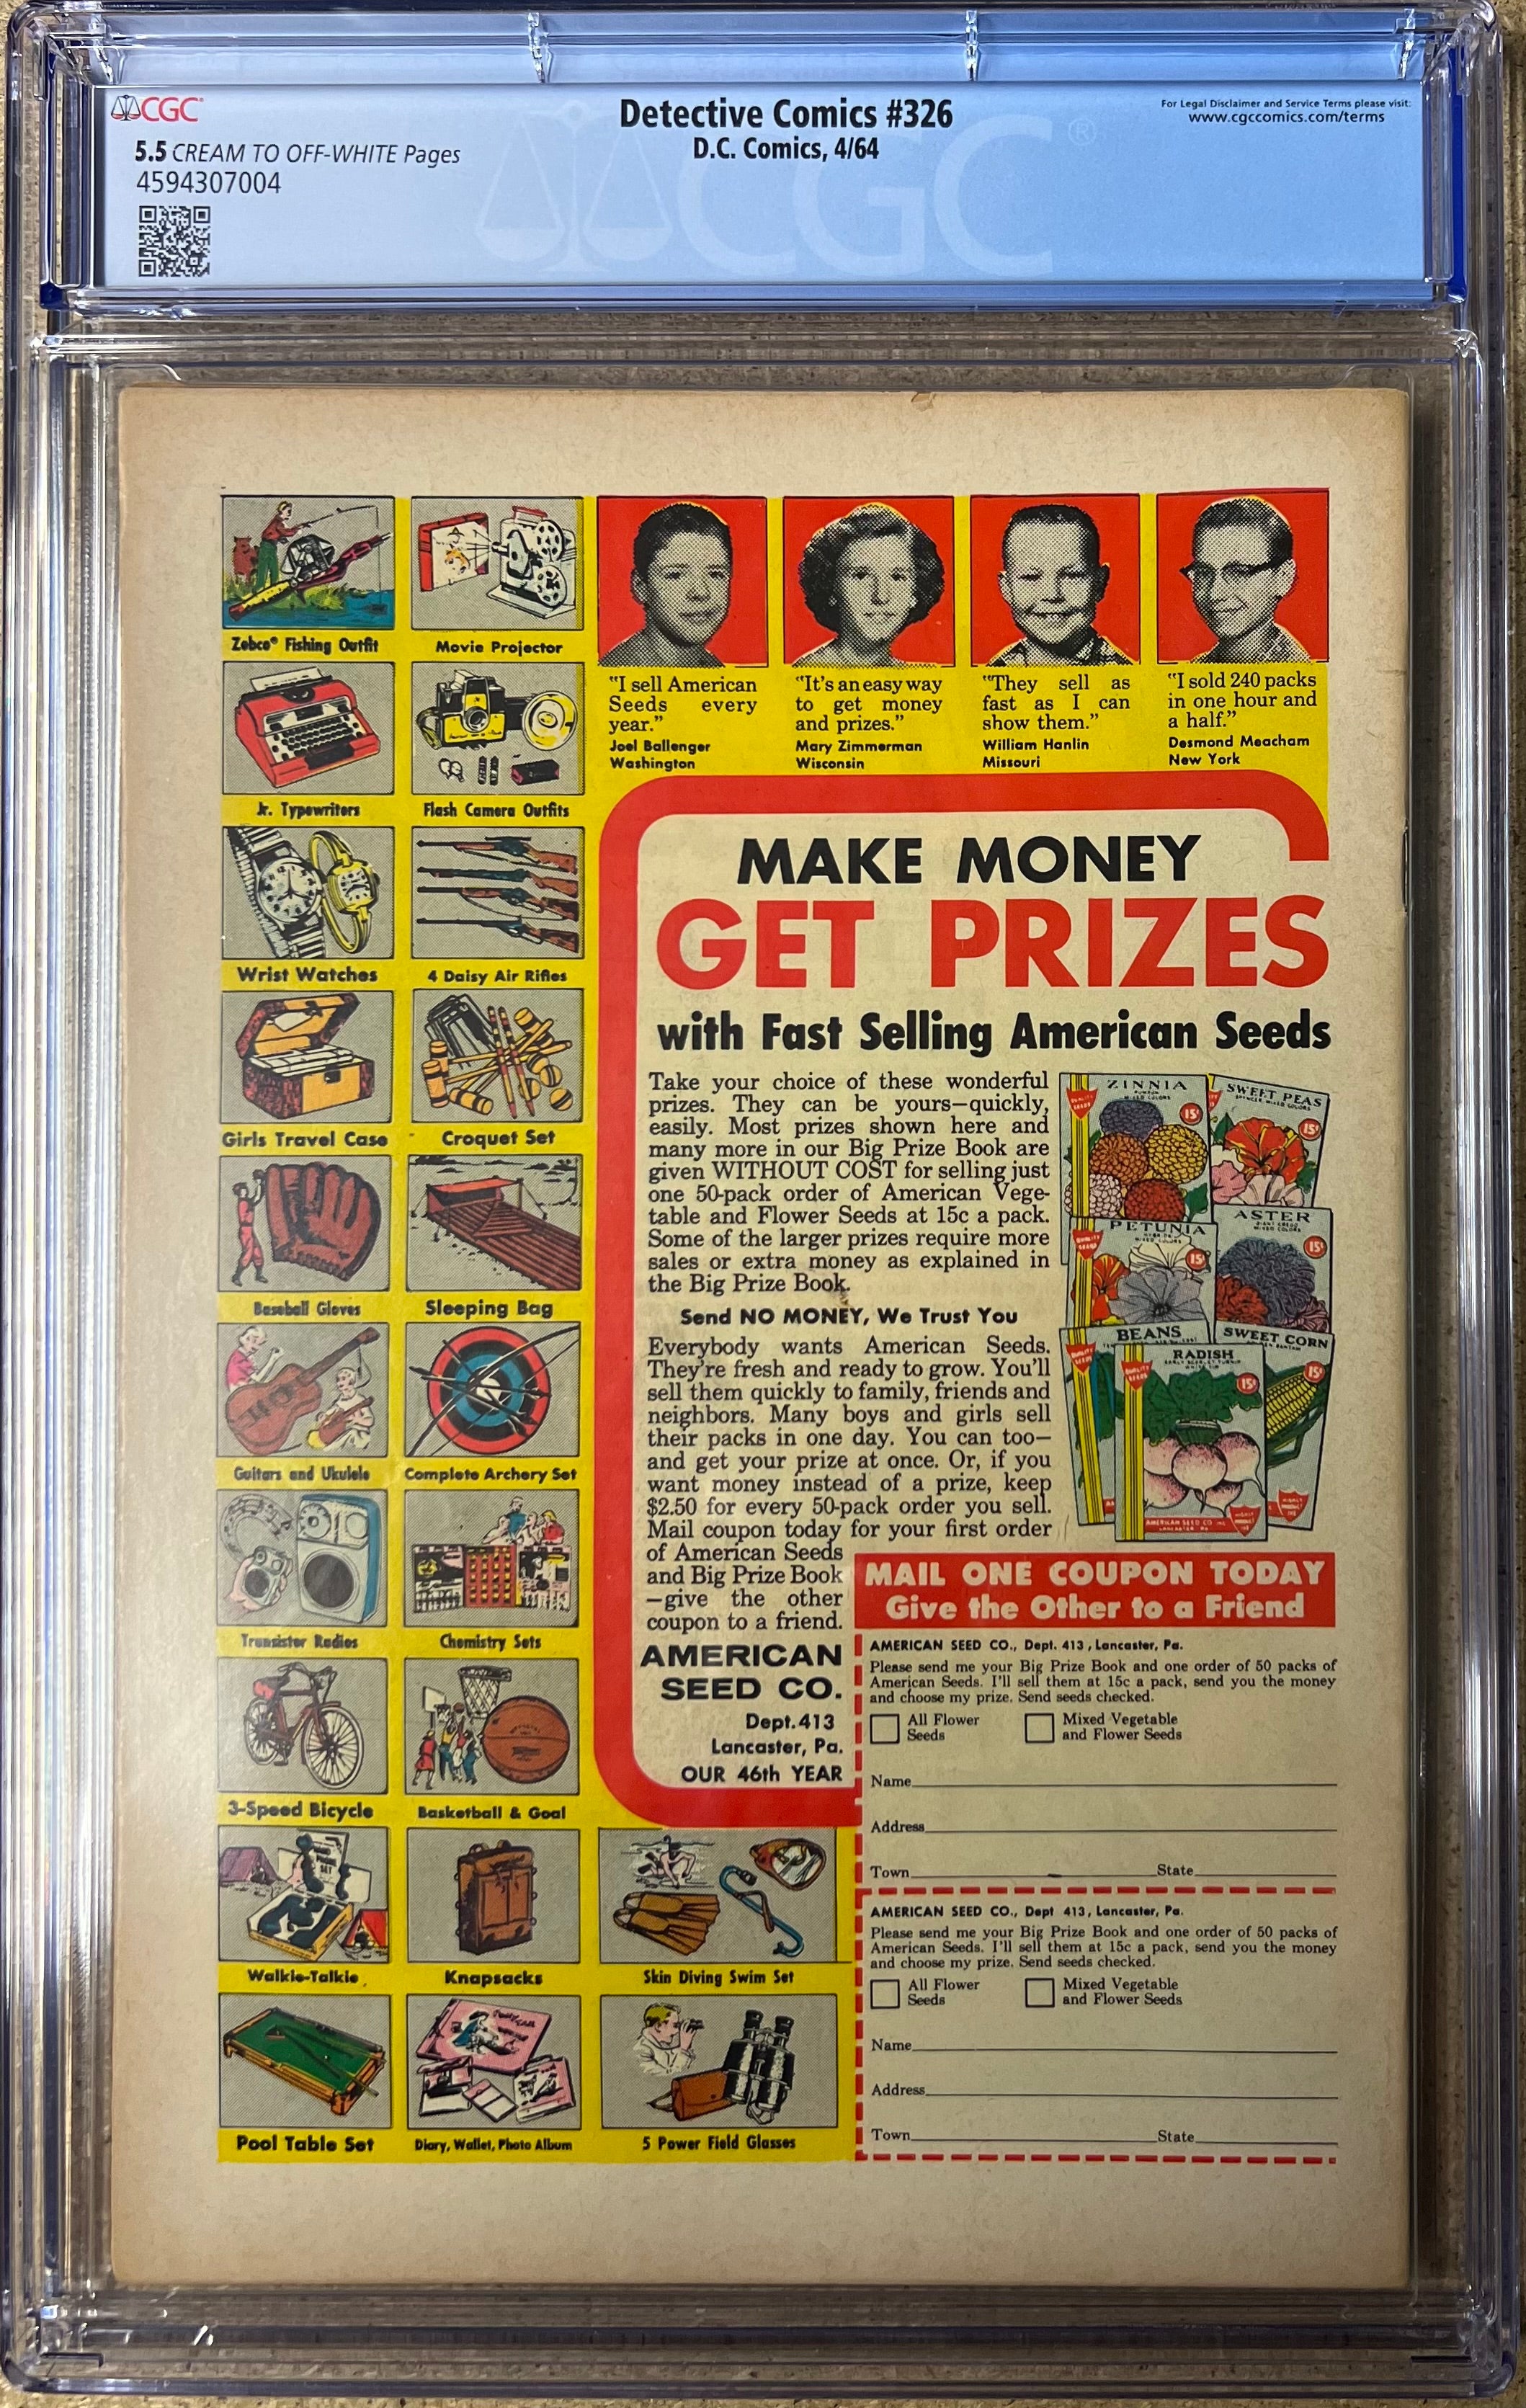 CGC
5.5 CREAM TO OFF-WHITE Pages
4594307004
Detective Comics #326
D.C. Comics, 4/64
For Legal Disclaimer and Service Terms please visit:
www.cgccomics.com/terms
CGC®
Zebco® Fishing Outfit
Movie Projector
Jr. Typewriters
Flash Camera Outfits
Wrist Watches
4 Daisy Air Rifles
Girls Travel Case
Croquet Set
Baseball Gloves
Sleeping Bag
Guitars and Ukulele
Complete Archery Set
Transistor Radios
Chemistry Sets
3-Speed Bicycle
Basketball & Goal
Walkie-Talkie
Knapsacks
Skin Diving Swim Set
Pool Table Set
Diary, Wallet, Photo Album
5 Power Field Glasses
"I sell American
Seeds every
year."
Joel Ballenger
Washington
"It's an easy way
to get money
and prizes."
Mary Zimmerman
Wisconsin
"They sell as
fast as I can
show them."
William Hanlin
Missouri
"I sold 240 packs
in one hour and
a half."
Desmond Meacham
New York
MAKE MONEY
GET PRIZES
with Fast Selling American Seeds
Take your choice of these wonderful
prizes. They can be yours—quickly,
easily. Most prizes shown here and
many more in our Big Prize Book are
given WITHOUT COST for selling just
one 50-pack order of American Vege-
table and Flower Seeds at 15c a pack.
Some of the larger prizes require more
sales or extra money as explained in
the Big Prize Book.
Send NO MONEY, We Trust You
Everybody wants American Seeds.
They're fresh and ready to grow. You'll
sell them quickly to family, friends and
neighbors. Many boys and girls sell
their packs in one day. You can too—
and get your prize at once. Or, if you
want money instead of a prize, keep
$2.50 for every 50-pack order you sell.
Mail coupon today for your first order
of American Seeds
and Big Prize Book
—give the other
coupon to a friend.
AMERICAN
SEED CO.
Dept. 413
Lancaster, Pa.
OUR 46th YEAR
ZINNIA
MIXED COLORS
15¢
SWEET PEAS
15¢
PETUNIA
MIXED COLORS
15¢
ASTER
MIXED COLORS
15¢
BEANS
SWEET CORN
15¢
RADISH
15¢
AMERICAN SEED CO.
MAIL ONE COUPON TODAY
Give the Other to a Friend
AMERICAN SEED CO., Dept. 413, Lancaster, Pa.
Please send me your Big Prize Book and one order of 50 packs of
American Seeds. I'll sell them at 15c a pack, send you the money
and choose my prize. Send seeds checked.
All Flower
Seeds
Mixed Vegetable
and Flower Seeds
Name
Address
Town State
AMERICAN SEED CO., Dept 413, Lancaster, Pa.
Please send me your Big Prize Book and one order of 50 packs of
American Seeds. I'll sell them at 15c a pack, send you the money
and choose my prize. Send seeds checked.
All Flower
Seeds
Mixed Vegetable
and Flower Seeds
Name
Address
Town State